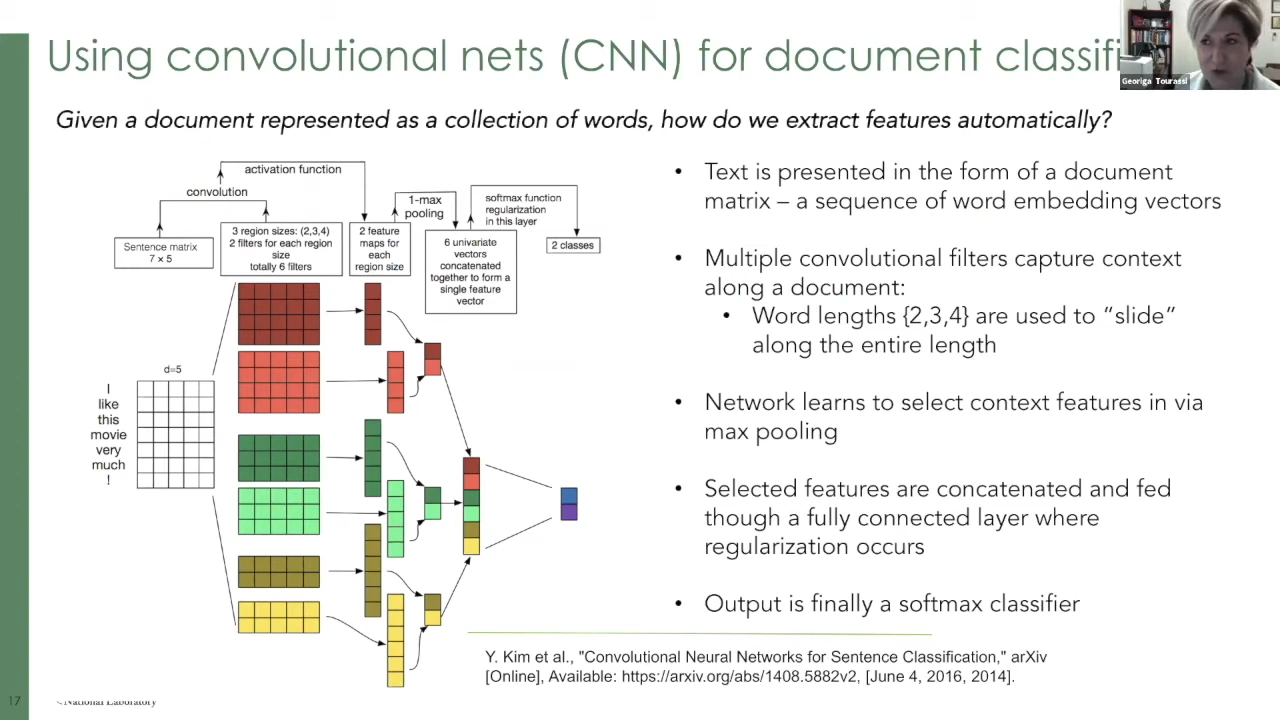 Using convolutional nets (CNN) for document classifi
Georiga Tourassi
Given a document represented as a collection of words, how do we extract features automatically?
activation function
convolution
1-max
pooling
softmax function
regularization
in this layer
Sentence matrix
7 × 5
3 region sizes: (2,3,4)
2 filters for each region
size
totally 6 filters
2 feature
maps for
each
region size
6 univariate
vectors
concatenated
together to form a
single feature
vector
2 classes
d=5
I
like
this
movie
very
much
!
• Text is presented in the form of a document
matrix – a sequence of word embedding vectors
• Multiple convolutional filters capture context
along a document:
• Word lengths {2,3,4} are used to ”slide”
along the entire length
• Network learns to select context features in via
max pooling
• Selected features are concatenated and fed
though a fully connected layer where
regularization occurs
• Output is finally a softmax classifier
Y. Kim et al., "Convolutional Neural Networks for Sentence Classification," arXiv
[Online], Available: https://arxiv.org/abs/1408.5882v2, [June 4, 2016, 2014].
17
National Laboratory